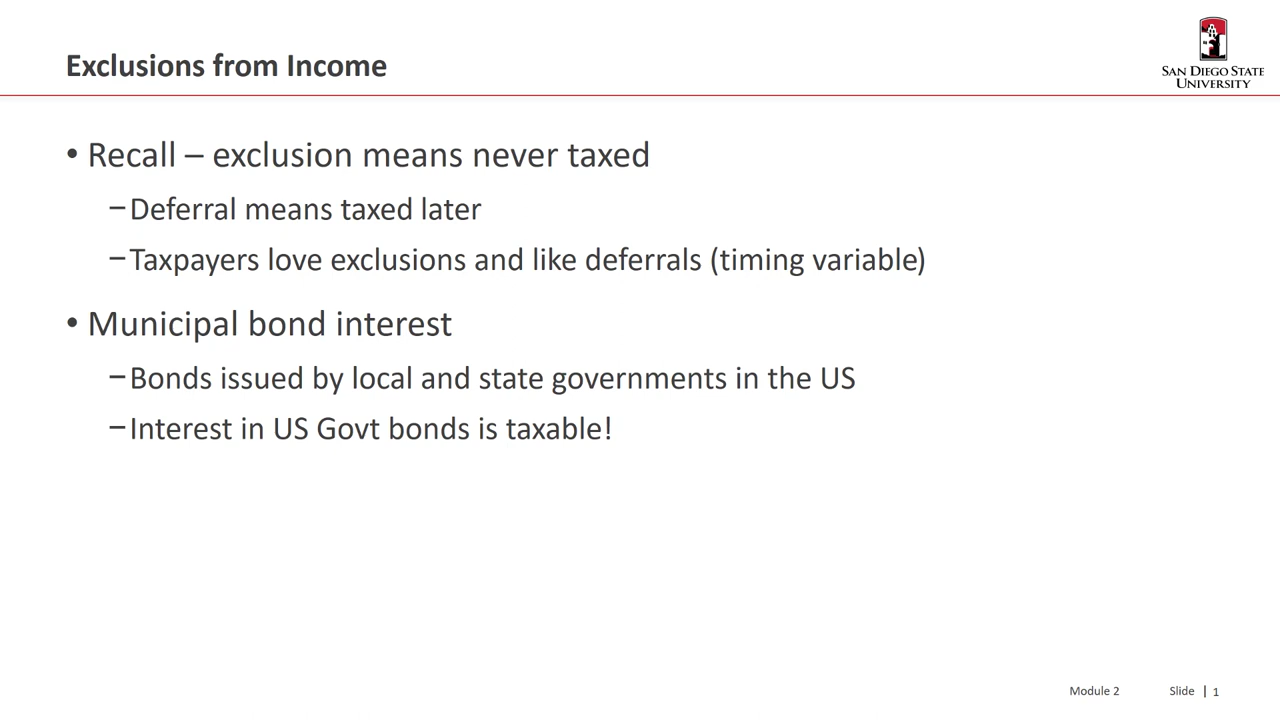 Exclusions from Income
SAN DIEGO STATE
UNIVERSITY
• Recall – exclusion means never taxed
–Deferral means taxed later
–Taxpayers love exclusions and like deferrals (timing variable)
• Municipal bond interest
–Bonds issued by local and state governments in the US
–Interest in US Govt bonds is taxable!
Module 2 Slide | 1